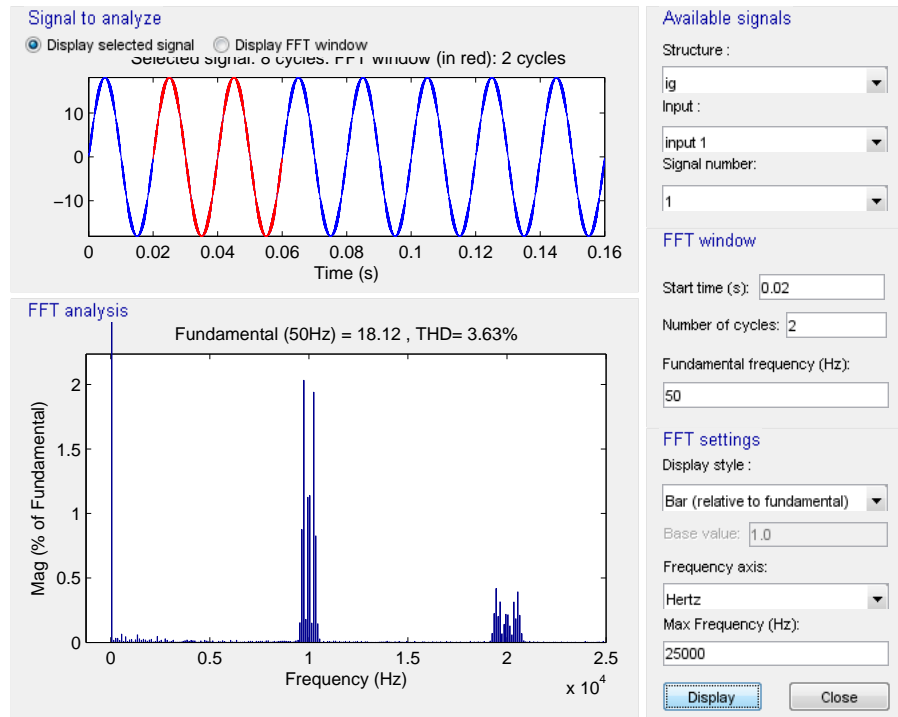 Signal to analyze
Display selected signal Display FFT window
Selected signal: 8 cycles. FFT window (in red): 2 cycles
10
0
−10
0 0.02 0.04 0.06 0.08 0.1 0.12 0.14 0.16
Time (s)
FFT analysis
Fundamental (50Hz) = 18.12 , THD= 3.63%
2
1.5
1
0.5
0
Mag (% of Fundamental)
0 0.5 1 1.5 2 2.5
Frequency (Hz)
x 10^4
Available signals
Structure :
ig
Input :
input 1
Signal number:
1
FFT window
Start time (s): 0.02
Number of cycles: 2
Fundamental frequency (Hz):
50
FFT settings
Display style :
Bar (relative to fundamental)
Base value: 1.0
Frequency axis:
Hertz
Max Frequency (Hz):
25000
Display Close